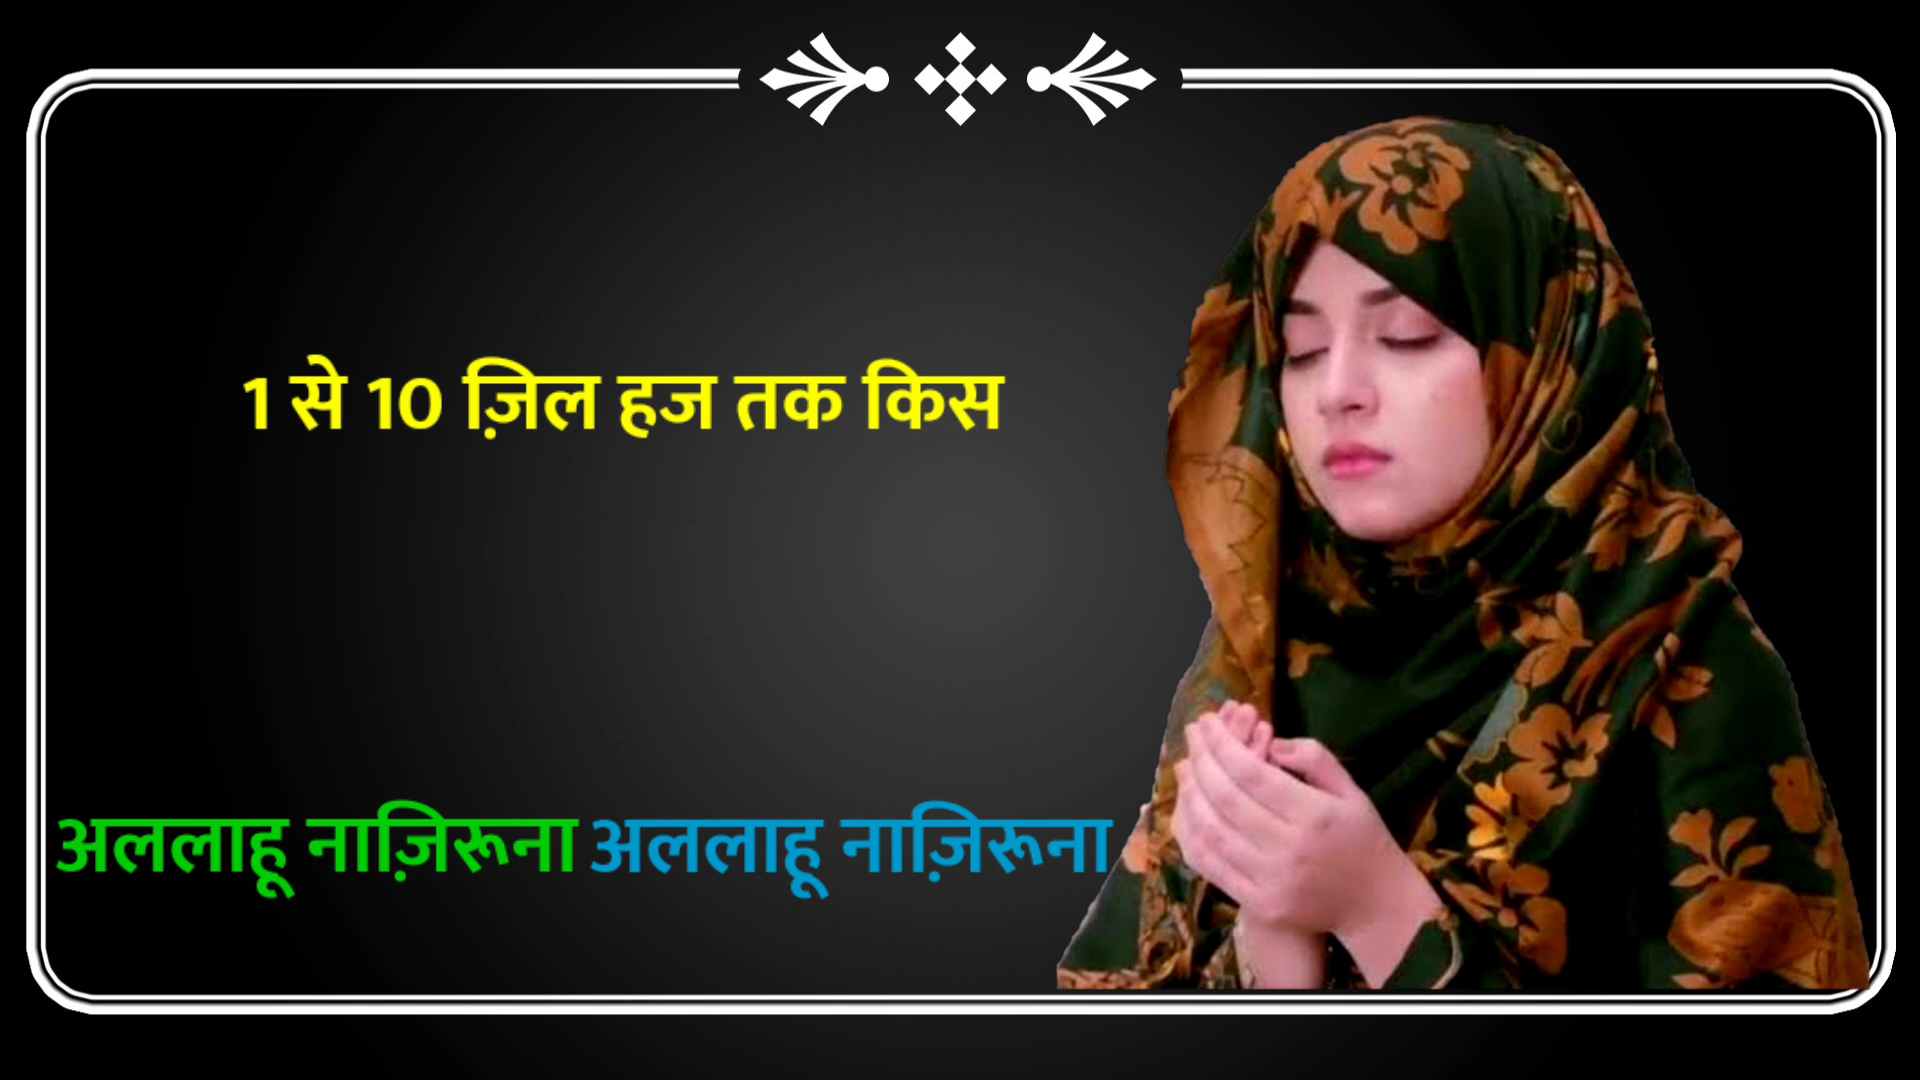 1 से 10 ज़िल हज तक किस
अललाहू नाज़िरूना अललाहू नाज़िरूना